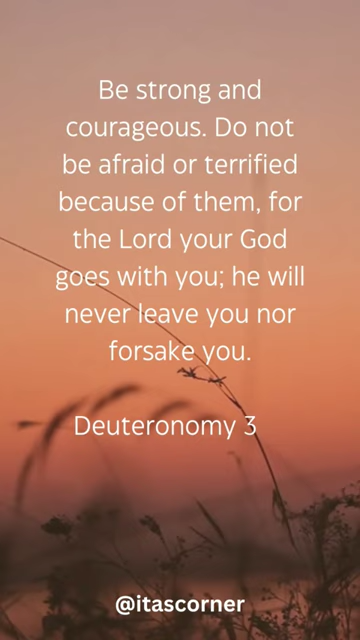 Be strong and
courageous. Do not
be afraid or terrified
because of them, for
the Lord your God
goes with you; he will
never leave you nor
forsake you.
Deuteronomy 3
@itascorner